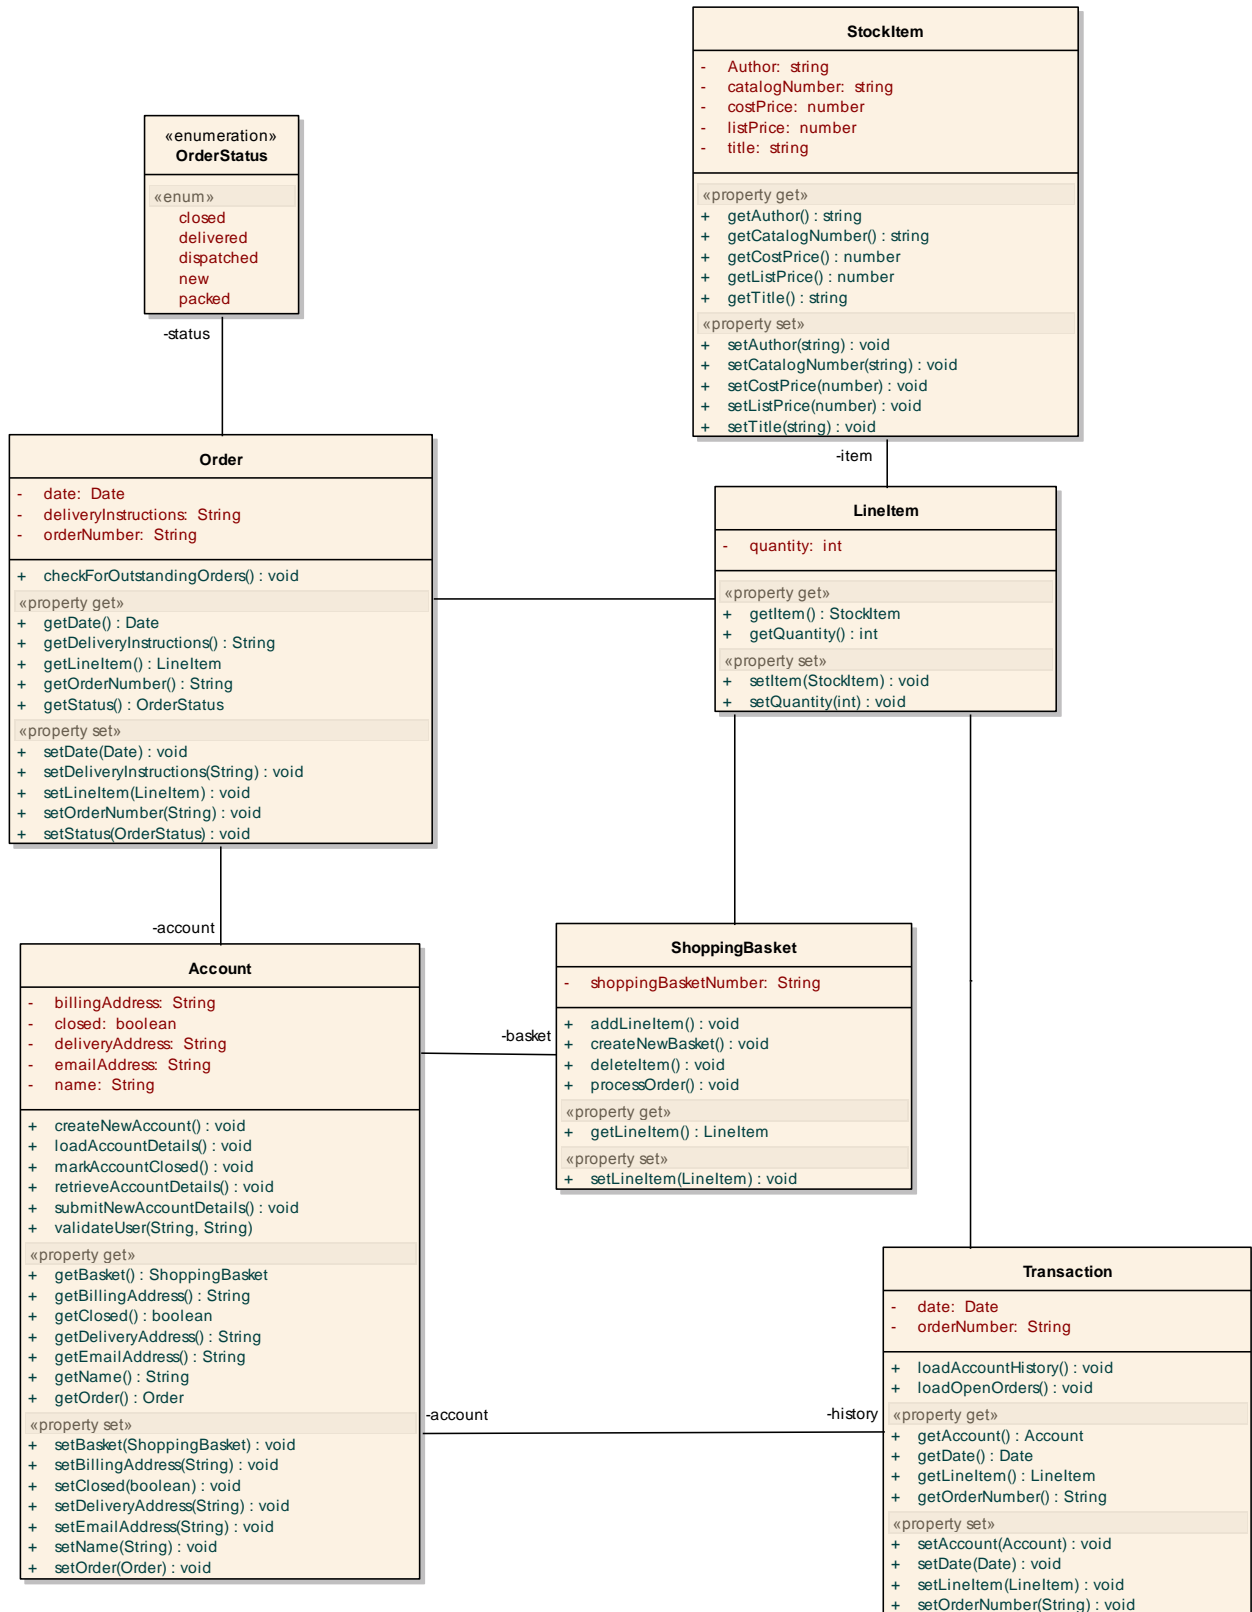 StockItem
- Author: string
- catalogNumber: string
- costPrice: number
- listPrice: number
- title: string
«property get»
+ getAuthor() : string
+ getCatalogNumber() : string
+ getCostPrice() : number
+ getListPrice() : number
+ getTitle() : string
«property set»
+ setAuthor(string) : void
+ setCatalogNumber(string) : void
+ setCostPrice(number) : void
+ setListPrice(number) : void
+ setTitle(string) : void
«enumeration»
OrderStatus
«enum»
closed
delivered
dispatched
new
packed
-status
-item
Order
- date: Date
- deliveryInstructions: String
- orderNumber: String
+ checkForOutstandingOrders() : void
«property get»
+ getDate() : Date
+ getDeliveryInstructions() : String
+ getLineItem() : LineItem
+ getOrderNumber() : String
+ getStatus() : OrderStatus
«property set»
+ setDate(Date) : void
+ setDeliveryInstructions(String) : void
+ setLineItem(LineItem) : void
+ setOrderNumber(String) : void
+ setStatus(OrderStatus) : void
LineItem
- quantity: int
«property get»
+ getItem() : StockItem
+ getQuantity() : int
«property set»
+ setItem(StockItem) : void
+ setQuantity(int) : void
-account
Account
- billingAddress: String
- closed: boolean
- deliveryAddress: String
- emailAddress: String
- name: String
+ createNewAccount() : void
+ loadAccountDetails() : void
+ markAccountClosed() : void
+ retrieveAccountDetails() : void
+ submitNewAccountDetails() : void
+ validateUser(String, String)
«property get»
+ getBasket() : ShoppingBasket
+ getBillingAddress() : String
+ getClosed() : boolean
+ getDeliveryAddress() : String
+ getEmailAddress() : String
+ getName() : String
+ getOrder() : Order
«property set»
+ setBasket(ShoppingBasket) : void
+ setBillingAddress(String) : void
+ setClosed(boolean) : void
+ setDeliveryAddress(String) : void
+ setEmailAddress(String) : void
+ setName(String) : void
+ setOrder(Order) : void
-basket
ShoppingBasket
- shoppingBasketNumber: String
+ addLineItem() : void
+ createNewBasket() : void
+ deleteItem() : void
+ processOrder() : void
«property get»
+ getLineItem() : LineItem
«property set»
+ setLineItem(LineItem) : void
-account
-history
Transaction
- date: Date
- orderNumber: String
+ loadAccountHistory() : void
+ loadOpenOrders() : void
«property get»
+ getAccount() : Account
+ getDate() : Date
+ getLineItem() : LineItem
+ getOrderNumber() : String
«property set»
+ setAccount(Account) : void
+ setDate(Date) : void
+ setLineItem(LineItem) : void
+ setOrderNumber(String) : void